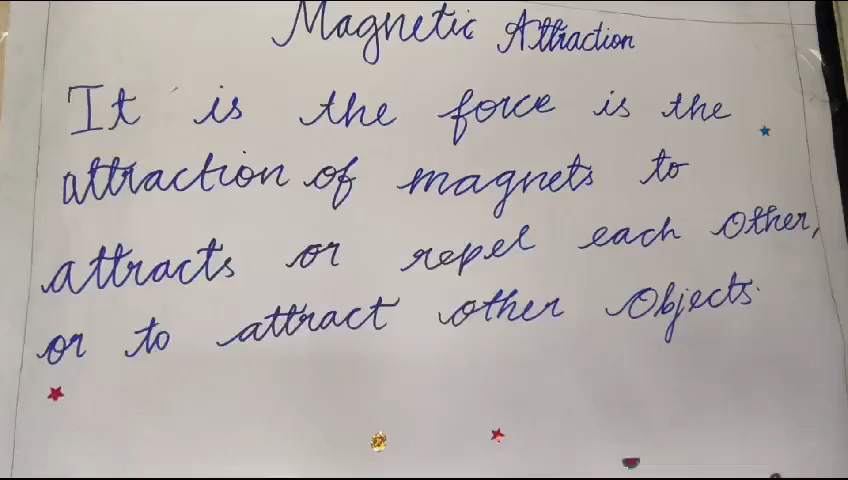 Magnetic Attraction
It is the force is the
attraction of magnets to
attracts or repel each Other,
or to attract other Objects.